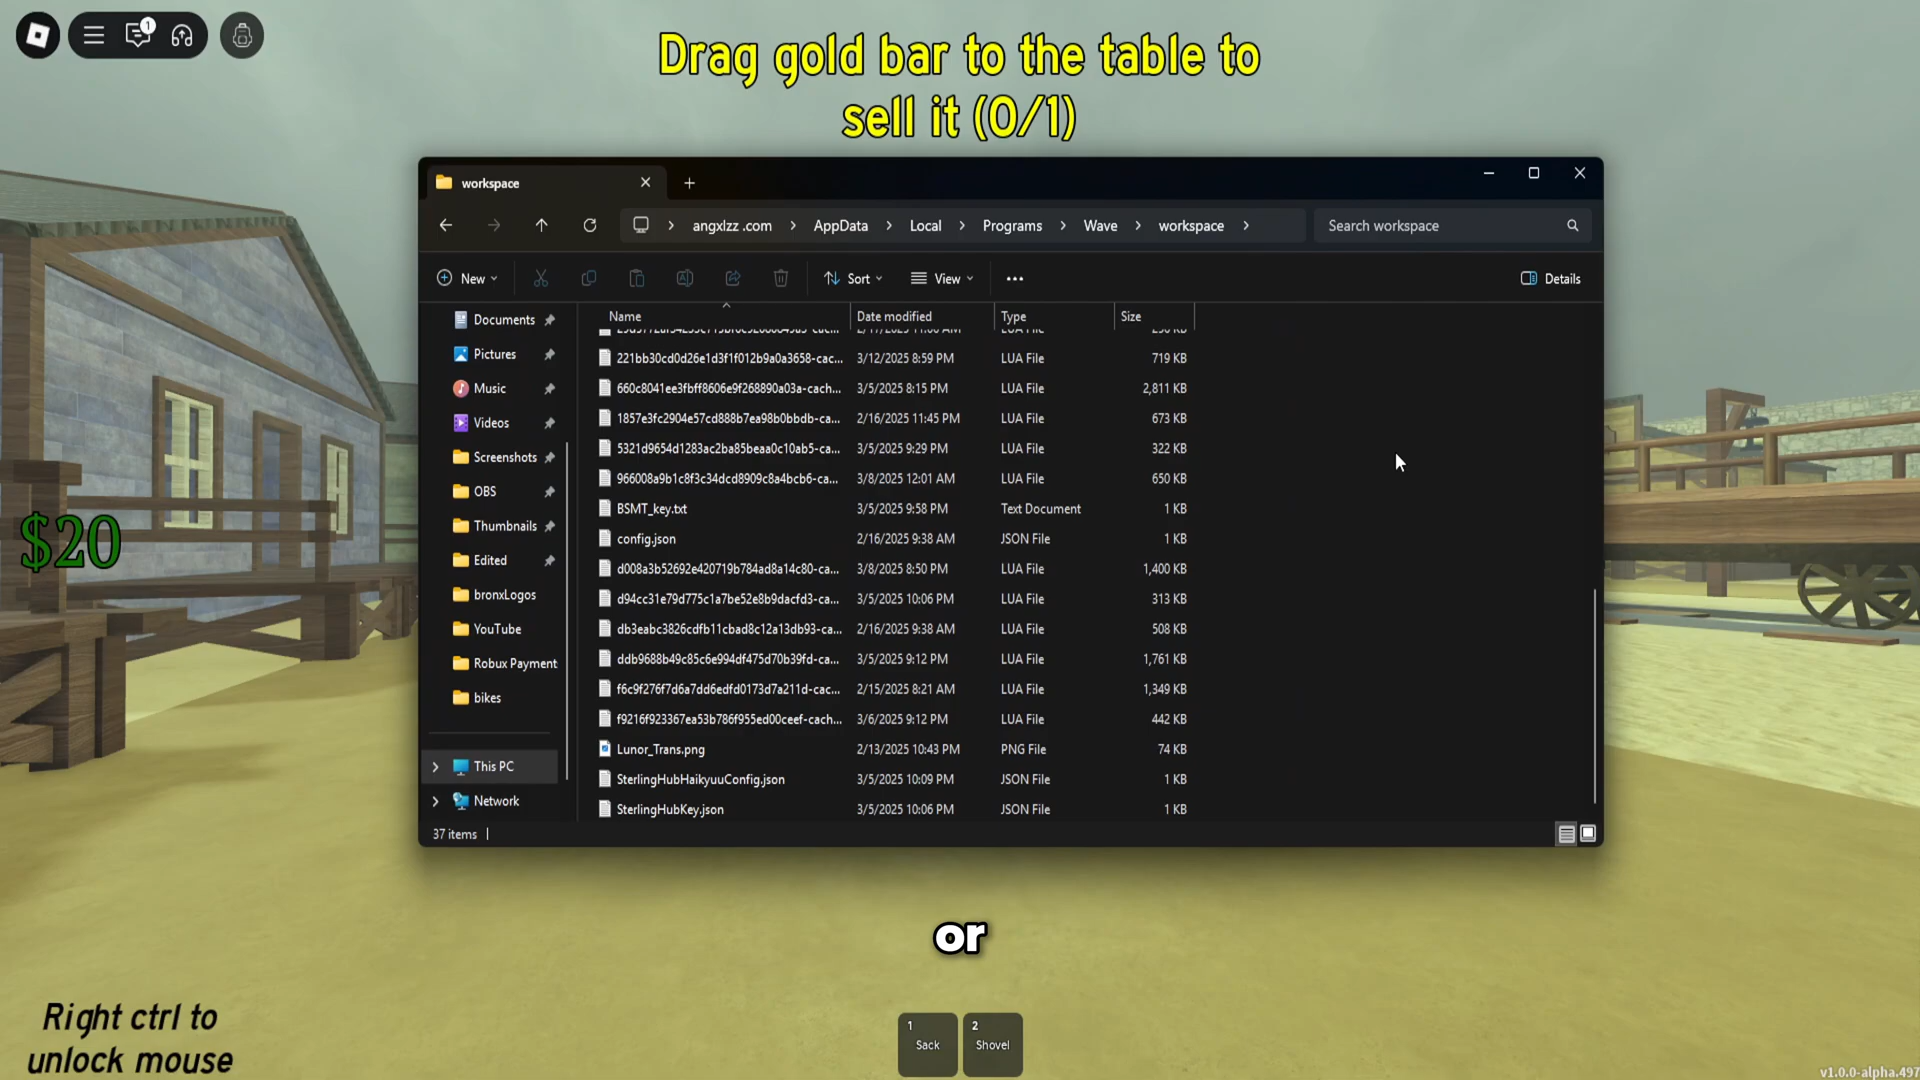 1
Drag gold bar to the table to
sell it (0/1)
workspace
angxlzz .com > AppData > Local > Programs > Wave > workspace >
Search workspace
New
Sort
View
Details
Documents
Pictures
Music
Videos
Screenshots
OBS
Thumbnails
Edited
bronxLogos
YouTube
Robux Payment
bikes
This PC
Network
Name Date modified Type Size
221bb30cd0d26e1d3f1f012b9a0a3658-cac... 3/12/2025 8:59 PM LUA File 719 KB
660c8041ee3fbff8606e9f268890a03a-cach... 3/5/2025 8:15 PM LUA File 2,811 KB
1857e3fc2904e57cd888b7ea98b0bbdb-ca... 2/16/2025 11:45 PM LUA File 673 KB
5321d9654d1283ac2ba85beaa0c10ab5-ca... 3/5/2025 9:29 PM LUA File 322 KB
966008a9b1c8f3c34dcd8909c8a4bcb6-ca... 3/8/2025 12:01 AM LUA File 650 KB
BSMT_key.txt 3/5/2025 9:58 PM Text Document 1 KB
config.json 2/16/2025 9:38 AM JSON File 1 KB
d008a3b52692e420719b784ad8a14c80-ca... 3/8/2025 8:50 PM LUA File 1,400 KB
d94cc31e79d775c1a7be52e8b9dacfd3-ca... 3/5/2025 10:06 PM LUA File 313 KB
db3eabc3826cdfb11cbad8c12a13db93-ca... 2/16/2025 9:38 AM LUA File 508 KB
ddb9688b49c85c6e994df475d70b39fd-ca... 3/5/2025 9:12 PM LUA File 1,761 KB
f6c9f276f7d6a7dd6edfd0173d7a211d-cac... 2/15/2025 8:21 AM LUA File 1,349 KB
f9216f923367ea53b786f955ed00ceef-cach... 3/6/2025 9:12 PM LUA File 442 KB
Lunor_Trans.png 2/13/2025 10:43 PM PNG File 74 KB
SterlingHubHaikyuuConfig.json 3/5/2025 10:09 PM JSON File 1 KB
SterlingHubKey.json 3/5/2025 10:06 PM JSON File 1 KB
37 items
$20
or
Right ctrl to
unlock mouse
1
Sack
2
Shovel
v1.0.0-alpha.497